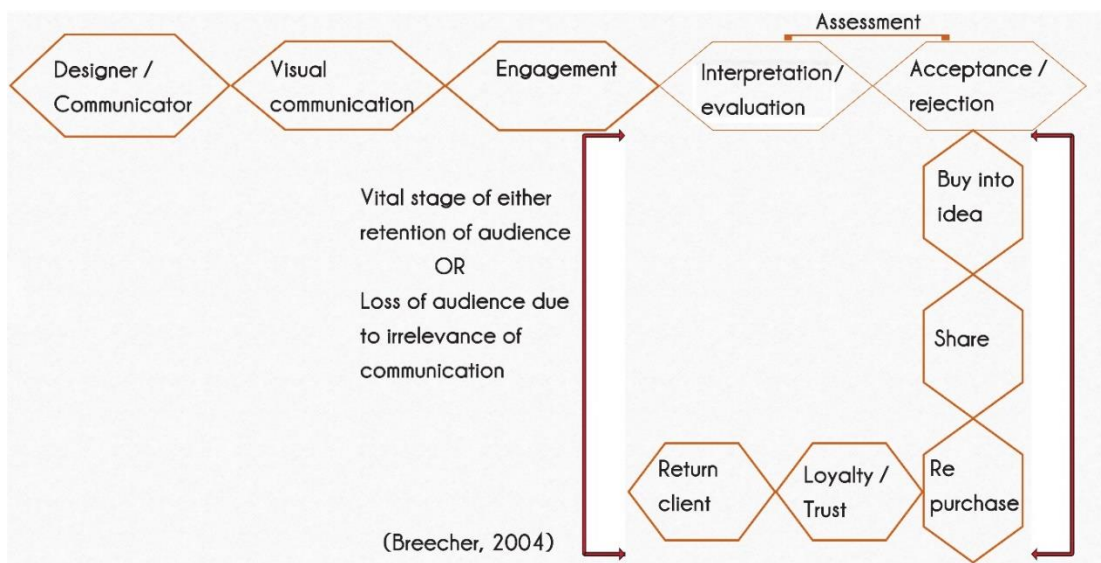 Assessment
Designer /
Communicator
Visual
communication
Engagement
Interpretation/
evaluation
Acceptance /
rejection
Vital stage of either
retention of audience
OR
Loss of audience due
to irrelevance of
communication
Buy into
idea
Share
Re
purchase
Loyalty /
Trust
Return
client
(Breecher, 2004)